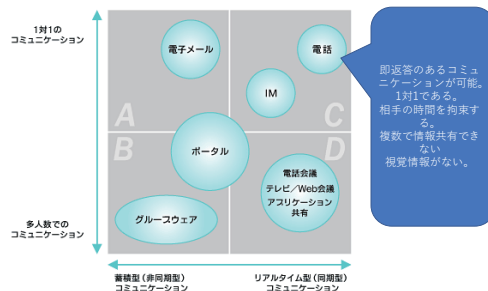 1対1の
コミュニケーション
電子メール
電話
IM
A
C
B
D
ポータル
電話会議
テレビ／Web会議
アプリケーション
共有
グループウェア
多人数での
コミュニケーション
蓄積型（非同期型）
コミュニケーション
リアルタイム型（同期型）
コミュニケーション
即返答のあるコミュ
ニケーションが可能。
1対1である。
相手の時間を拘束す
る。
複数で情報共有でき
ない
視覚情報がない。